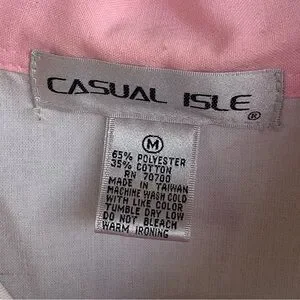 CASUAL ISLE ®
M
65% POLYESTER
35% COTTON
RN 70700
MADE IN TAIWAN
MACHINE WASH COLD
WITH LIKE COLOR
TUMBLE DRY LOW
DO NOT BLEACH
WARM IRONING